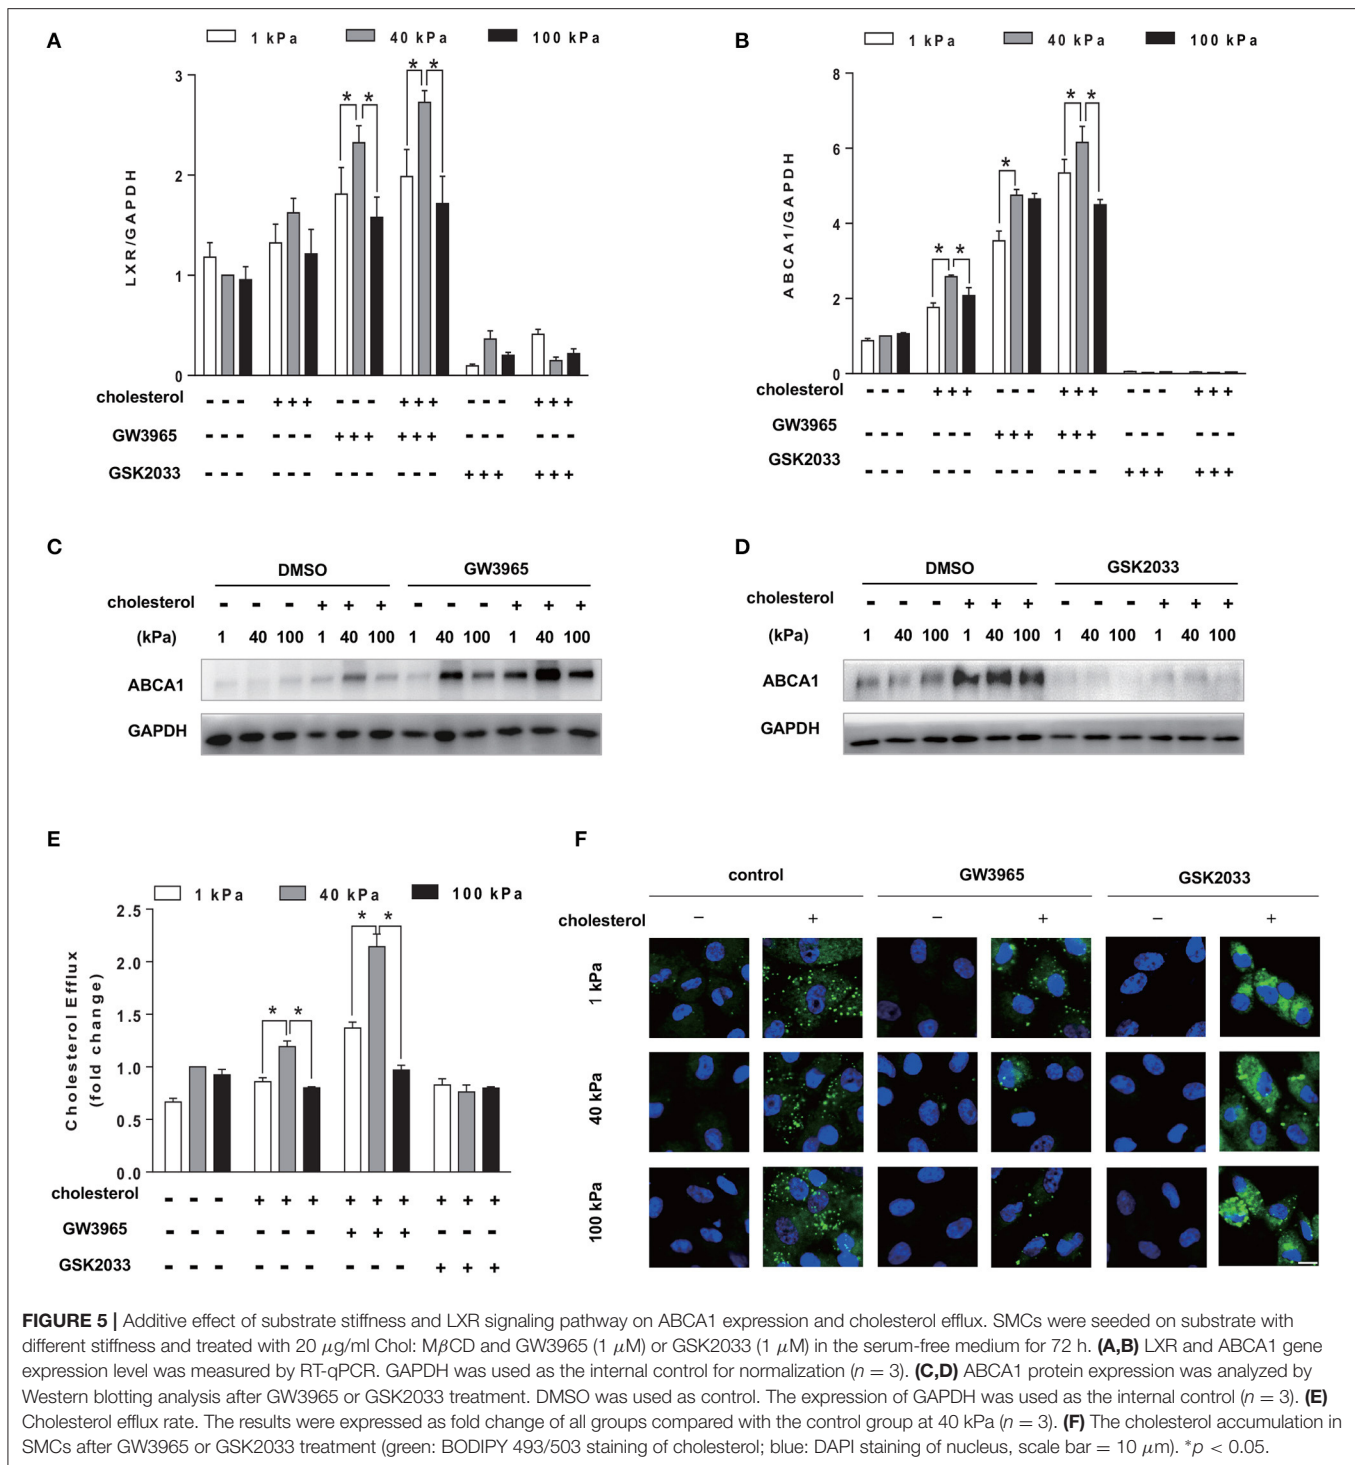 A
1 kPa 40 kPa 100 kPa
LXR/GAPDH
3
2
1
0
* * * *
cholesterol - - - + + + - - - + + + - - - + + +
GW3965 - - - - - - + + + + + + - - - - - -
GSK2033 - - - - - - - - - - - - + + + + + +
B
1 kPa 40 kPa 100 kPa
ABCA1/GAPDH
8
6
4
2
0
* * * * *
cholesterol - - - + + + - - - + + + - - - + + +
GW3965 - - - - - - + + + + + + - - - - - -
GSK2033 - - - - - - - - - - - - + + + + + +
C
DMSO GW3965
cholesterol - - - + + + - - - + + +
(kPa) 1 40 100 1 40 100 1 40 100 1 40 100
ABCA1
GAPDH
D
DMSO GSK2033
cholesterol - - - + + + - - - + + +
(kPa) 1 40 100 1 40 100 1 40 100 1 40 100
ABCA1
GAPDH
E
1 kPa 40 kPa 100 kPa
Cholesterol Efflux
(fold change)
2.5
2.0
1.5
1.0
0.5
0.0
* * * *
cholesterol - - - + + + + + + + + +
GW3965 - - - - - - + + + - - -
GSK2033 - - - - - - - - - + + +
F
control GW3965 GSK2033
cholesterol − + − + − +
1 kPa
40 kPa
100 kPa
FIGURE 5 | Additive effect of substrate stiffness and LXR signaling pathway on ABCA1 expression and cholesterol efflux. SMCs were seeded on substrate with
different stiffness and treated with 20 μg/ml Chol: MβCD and GW3965 (1 μM) or GSK2033 (1 μM) in the serum-free medium for 72 h. (A,B) LXR and ABCA1 gene
expression level was measured by RT-qPCR. GAPDH was used as the internal control for normalization (n = 3). (C,D) ABCA1 protein expression was analyzed by
Western blotting analysis after GW3965 or GSK2033 treatment. DMSO was used as control. The expression of GAPDH was used as the internal control (n = 3). (E)
Cholesterol efflux rate. The results were expressed as fold change of all groups compared with the control group at 40 kPa (n = 3). (F) The cholesterol accumulation in
SMCs after GW3965 or GSK2033 treatment (green: BODIPY 493/503 staining of cholesterol; blue: DAPI staining of nucleus, scale bar = 10 μm). *p < 0.05.